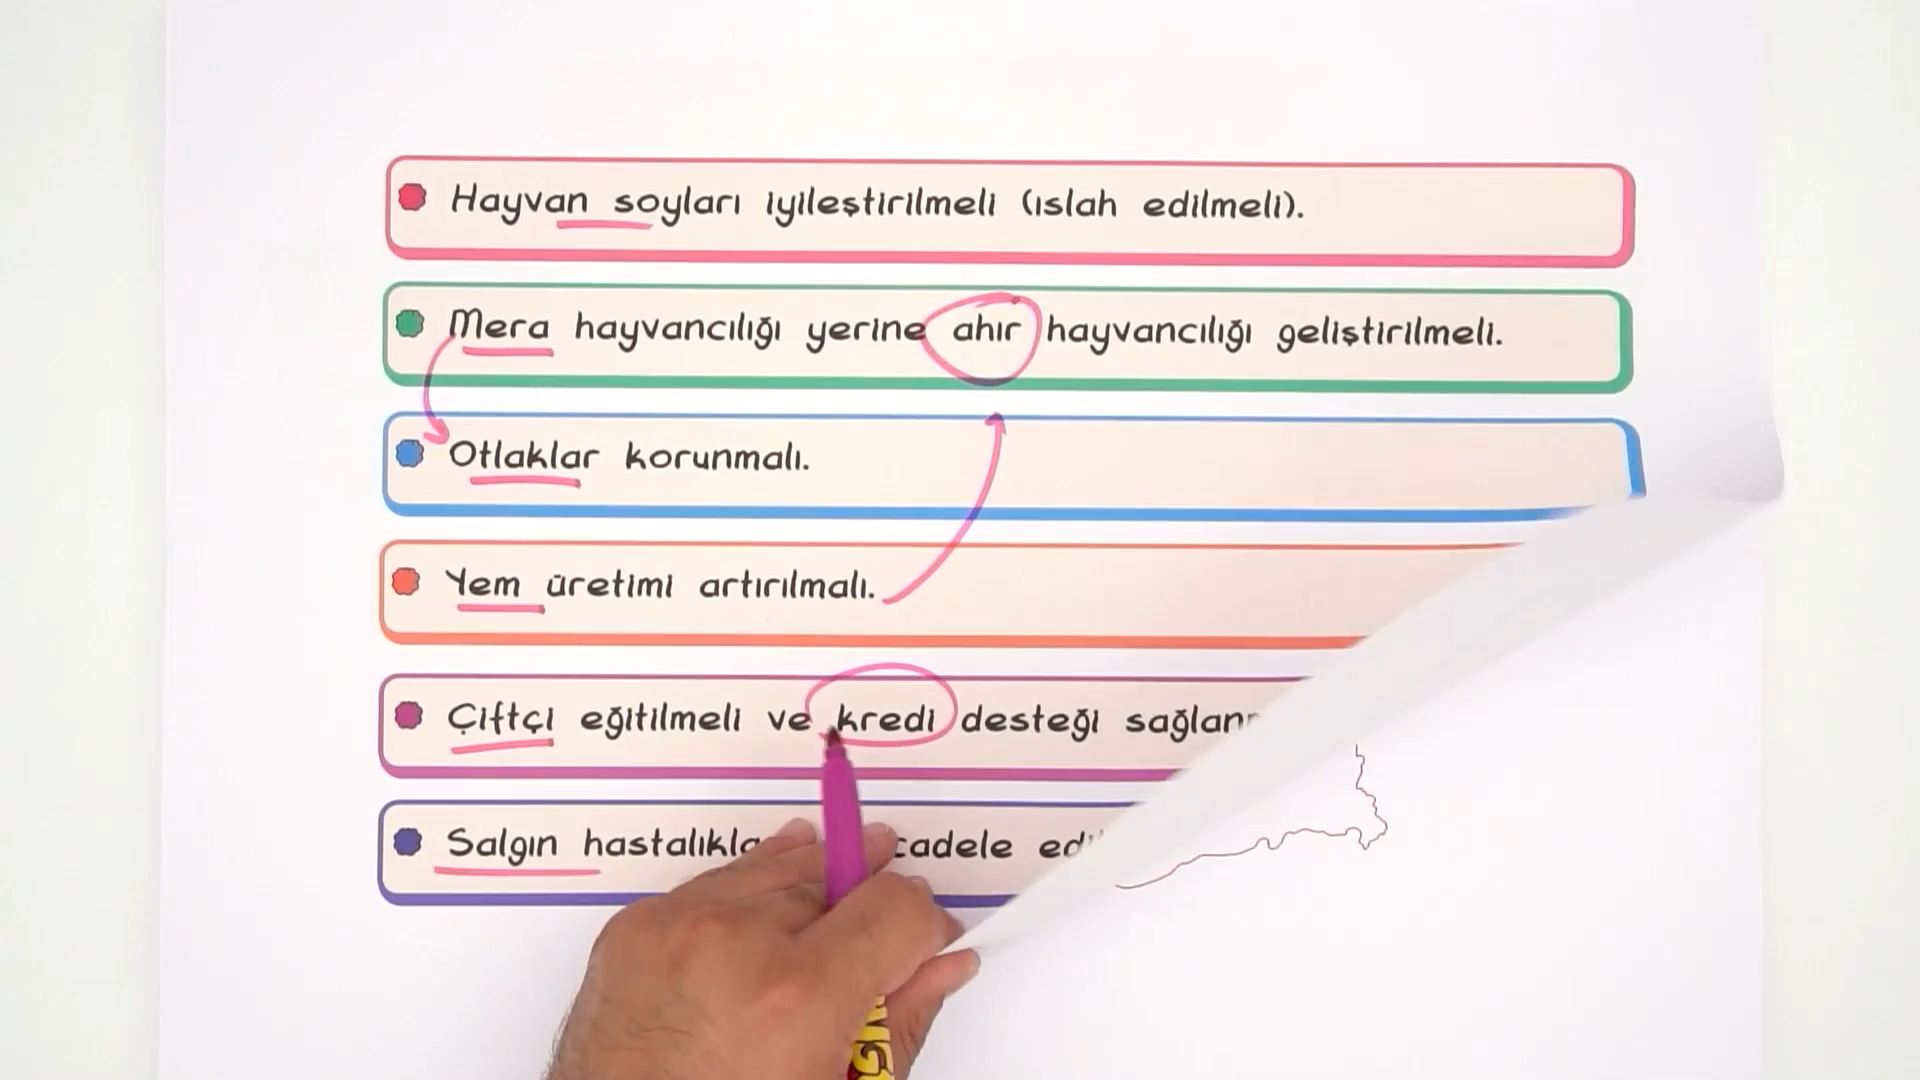 Hayvan soyları iyileştirilmeli (ıslah edilmeli).
Mera hayvancılığı yerine ahır hayvancılığı geliştirilmeli.
Otlaklar korunmalı.
Yem üretimi artırılmalı.
Çiftçi eğitilmeli ve kredi desteği
Salgın